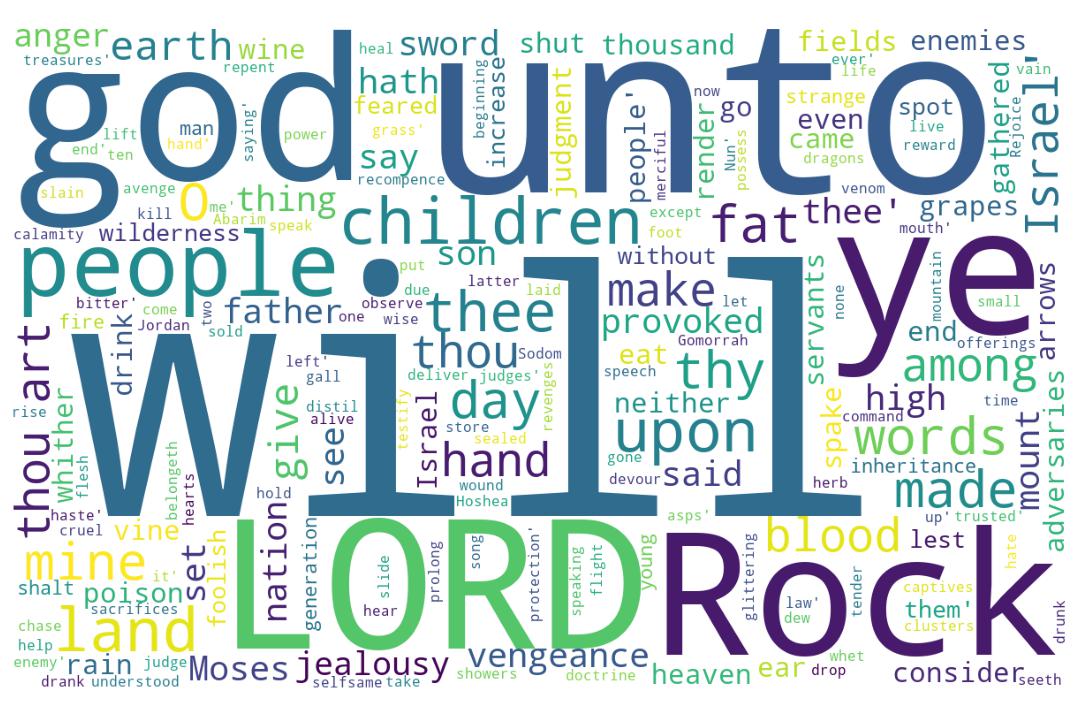 anger
treasures'
earth
wine
repent
heal
sword
shut
thousand
fields
enemies
ever'
life
vain
god
unto
hath
feared
grass'
beginning
increase
judgment
people'
now
go
render
merciful
Nun'
possess
strange
even
came
dragons
spot
live
reward
gathered
Rejoice
Israel'
lift
end'
ten
man
hand'
saying'
power
say
recompence
slain
avenge
kill
O
me'
Abarim
speak
thing
calamity
wilderness
children
except
foot
fat
thee'
venom
mouth'
grapes
people
bitter'
come
Jordan
two
father
sold
put
due
observe
one
wise
son
latter
laid
thee
without
make
let
provoked
Gomorrah
servants
none
ye
mountain
small
offerings
end
arrows
fire
drink
thou
Sodom
deliver
judges'
eat
speech
thy
among
high
command
time
rise
art
thou
Whither
flesh
Will
left'
gall
distil
alive
give
see
testify
Israel
day
store
sealed
revenges
neither
upon
hand
gone
devour
said
wound
Hoshea
hold
belongeth
hearts
haste'
cruel
vine
spake
words
inheritance
herb
made
mount
adversaries
up'
trusted'
asps'
mine
it'
set
foolish
nation
generation
LORD
slide
hear
prolong
song
protection'
speaking
flight
young
Rock
glittering
law'
dew
tender
blood
lest
hate
captives
them'
clusters
drunk
shalt
poison
sacrifices
land
chase
help
enemy'
rain
judge
drank
understood
Moses
jealousy
selfsame
take
vengeance
showers
doctrine
heaven
ear
drop
whet
consider
seeth